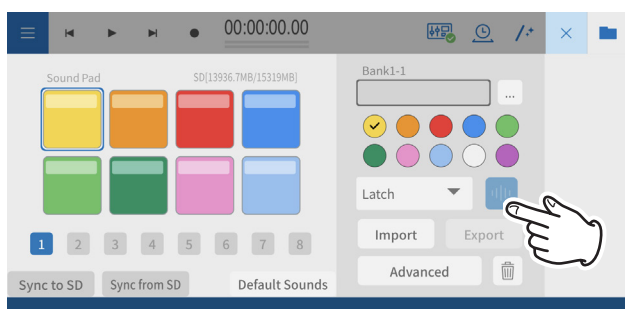 00:00:00.00
Sound Pad
SD[13936.7MB/15319MB]
Bank1-1
...
Latch
Import
Export
1 2 3 4 5 6 7 8
Advanced
Sync to SD
Sync from SD
Default Sounds